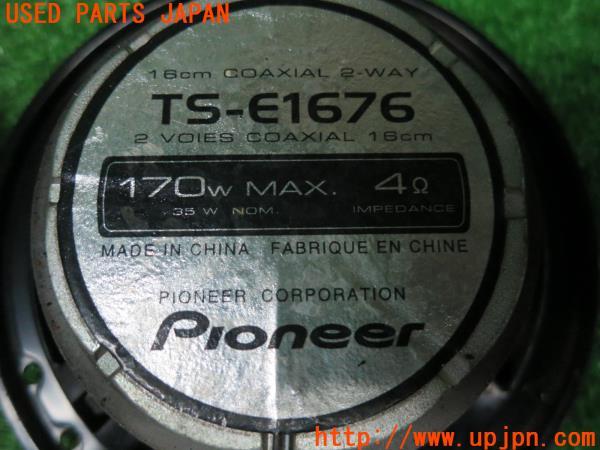 USED PARTS JAPAN
16cm COAXIAL 2-WAY
TS-E1676
2 VOIES COAXIAL 16cm
170W MAX. 4Ω
35 W NOM. IMPEDANCE
MADE IN CHINA FABRIQUE EN CHINE
PIONEER CORPORATION
Pioneer
http://www.upjpn.com